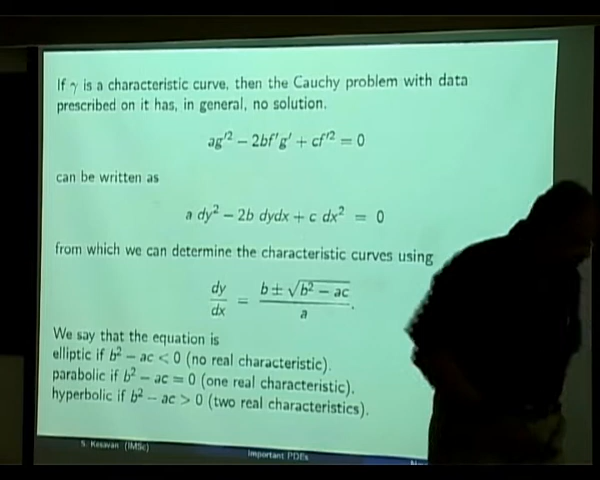 If γ is a characteristic curve, then the Cauchy problem with data
prescribed on it has, in general, no solution.
ag′² − 2bf′g′ + cf′² = 0
can be written as
a dy² − 2b dydx + c dx² = 0
from which we can determine the characteristic curves using
dy/dx = (b ± √(b² − ac))/a.
We say that the equation is
elliptic if b² − ac < 0 (no real characteristic).
parabolic if b² − ac = 0 (one real characteristic).
hyperbolic if b² − ac > 0 (two real characteristics).
S. Kesavan (IMSc)
Important PDEs